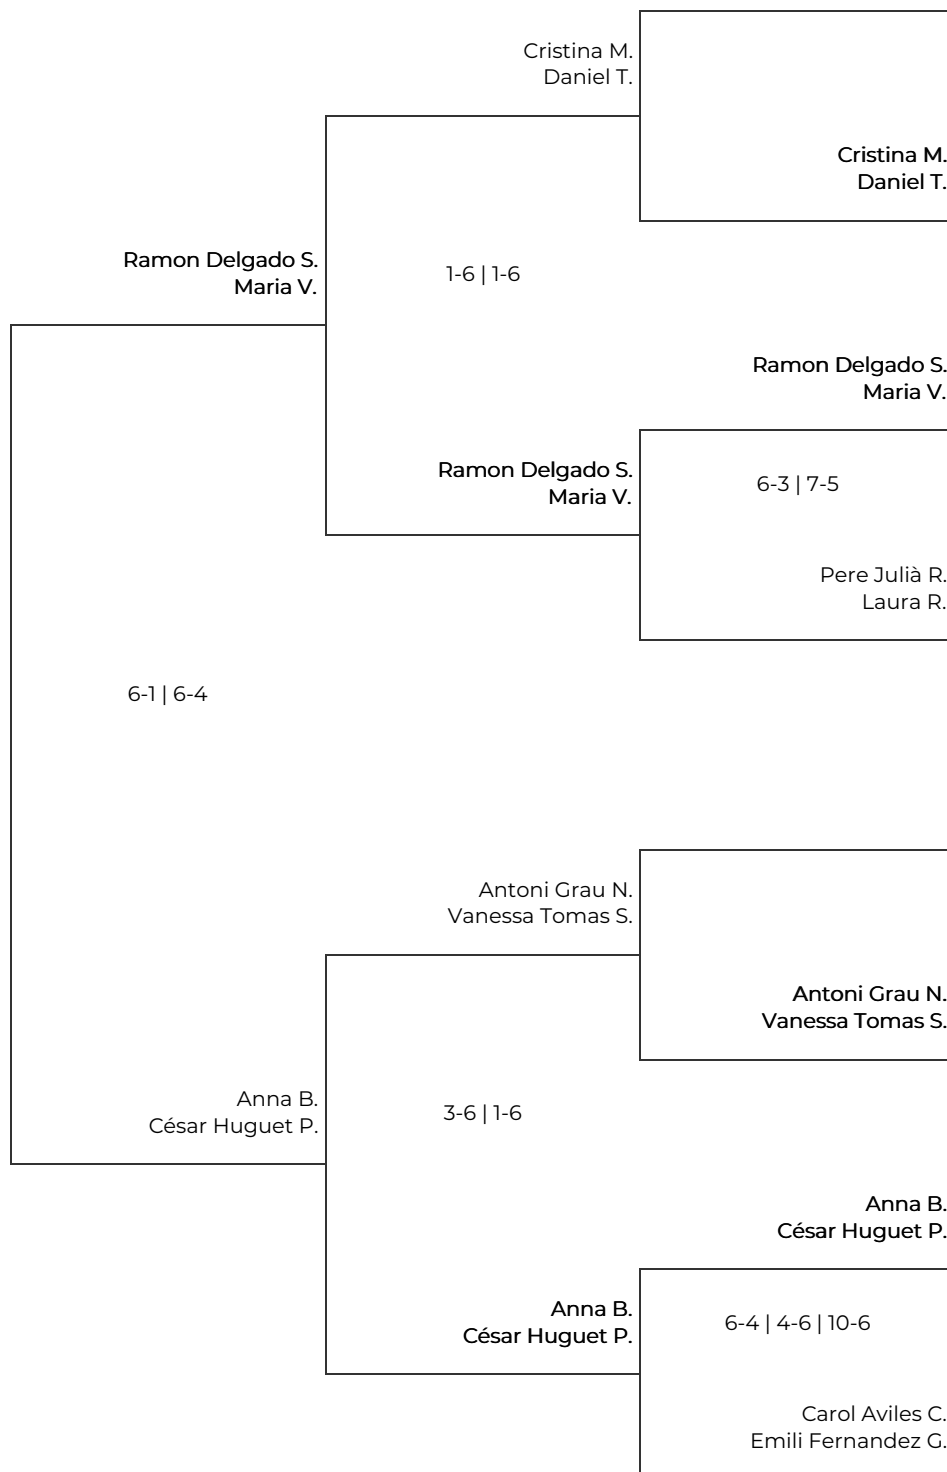 Cristina M.
Daniel T.
Cristina M.
Daniel T.
Ramon Delgado S.
Maria V.
1-6 | 1-6
Ramon Delgado S.
Maria V.
Ramon Delgado S.
Maria V.
6-3 | 7-5
Pere Julià R.
Laura R.
6-1 | 6-4
Antoni Grau N.
Vanessa Tomas S.
Antoni Grau N.
Vanessa Tomas S.
Anna B.
César Huguet P.
3-6 | 1-6
Anna B.
César Huguet P.
Anna B.
César Huguet P.
6-4 | 4-6 | 10-6
Carol Aviles C.
Emili Fernandez G.